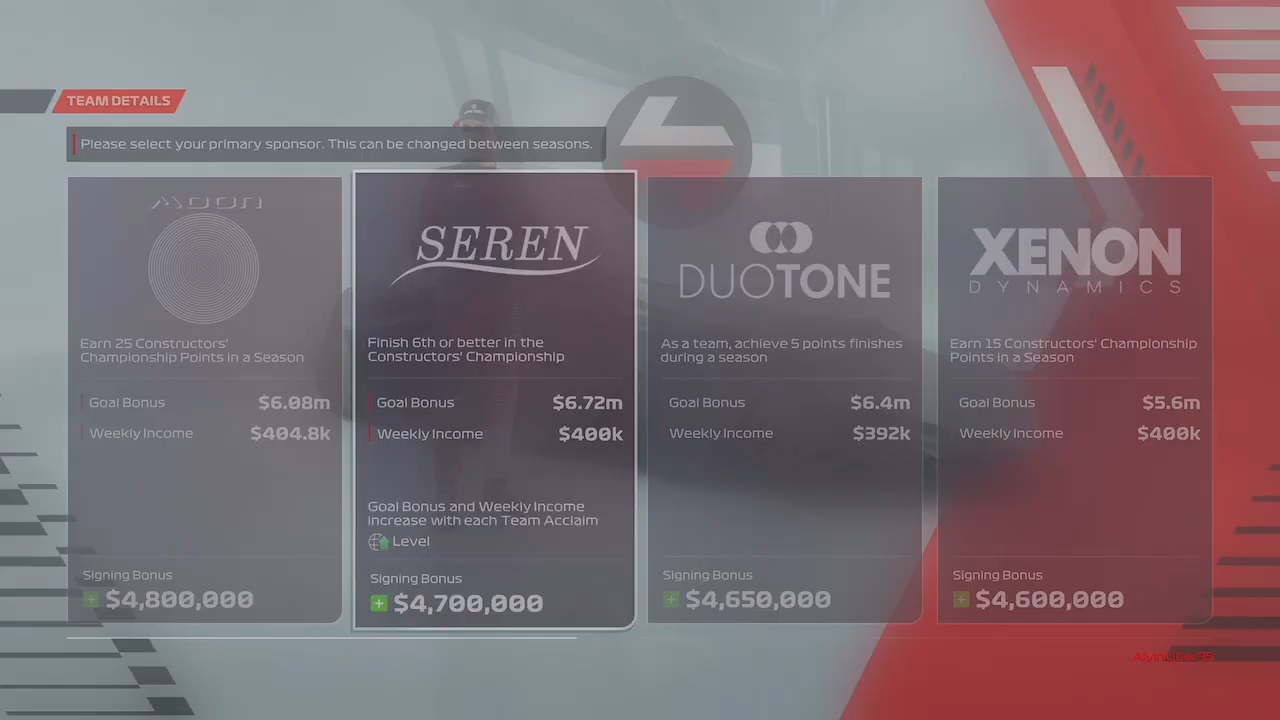 TEAM DETAILS
Please select your primary sponsor. This can be changed between seasons.
MOON
Earn 25 Constructors'
Championship Points in a Season
Goal Bonus $6.08m
Weekly Income $404.8k
Signing Bonus
$4,800,000
SEREN
Finish 6th or better in the
Constructors' Championship
Goal Bonus $6.72m
Weekly Income $400k
Goal Bonus and Weekly Income
increase with each Team Acclaim
Level
Signing Bonus
$4,700,000
DUOTONE
As a team, achieve 5 points finishes
during a season
Goal Bonus $6.4m
Weekly Income $392k
Signing Bonus
$4,650,000
XENON
DYNAMICS
Earn 15 Constructors' Championship
Points in a Season
Goal Bonus $5.6m
Weekly Income $400k
Signing Bonus
$4,600,000